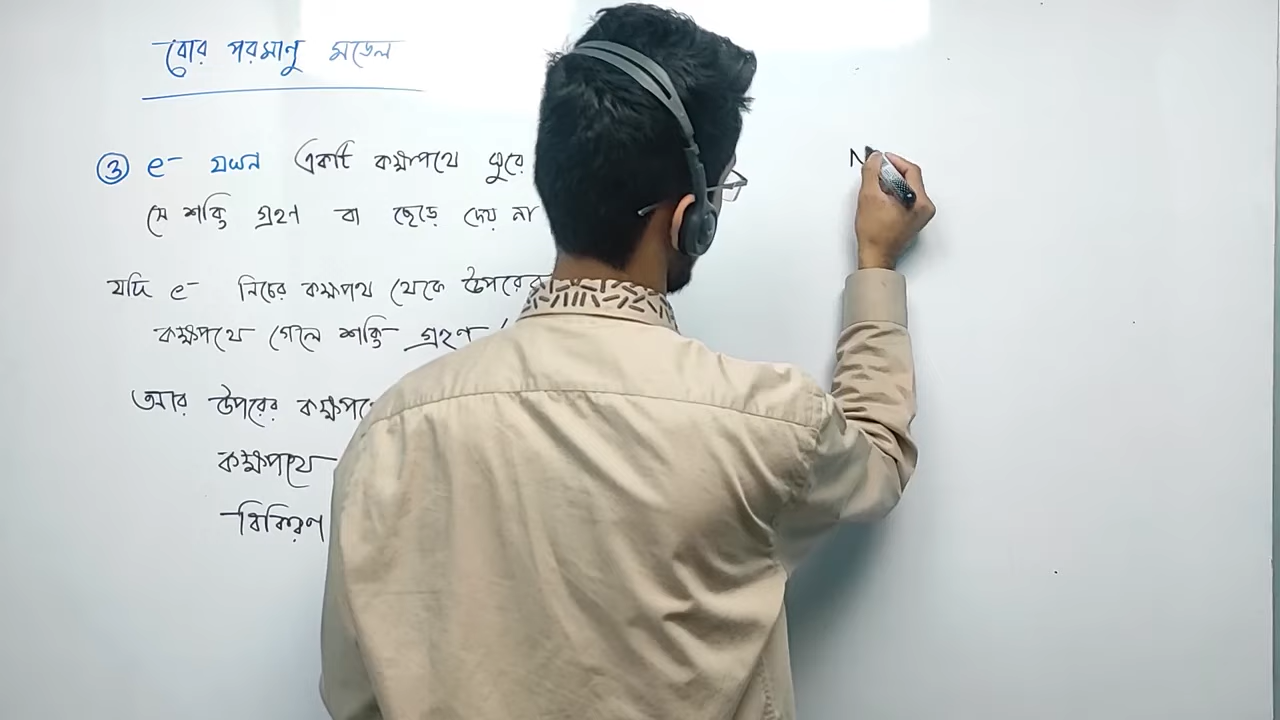 বোর পরমানু মডেল
③ e- যখন একটি কক্ষপথে ঘুরে
সে শক্তি গ্রহণ বা ছেড়ে দেয় না
যদি e- নিচের কক্ষপথ থেকে উপরের
কক্ষপথে গেলে শক্তি গ্রহণ
আর উপরের কক্ষপথে
কক্ষপথে
বিকিরণ
N